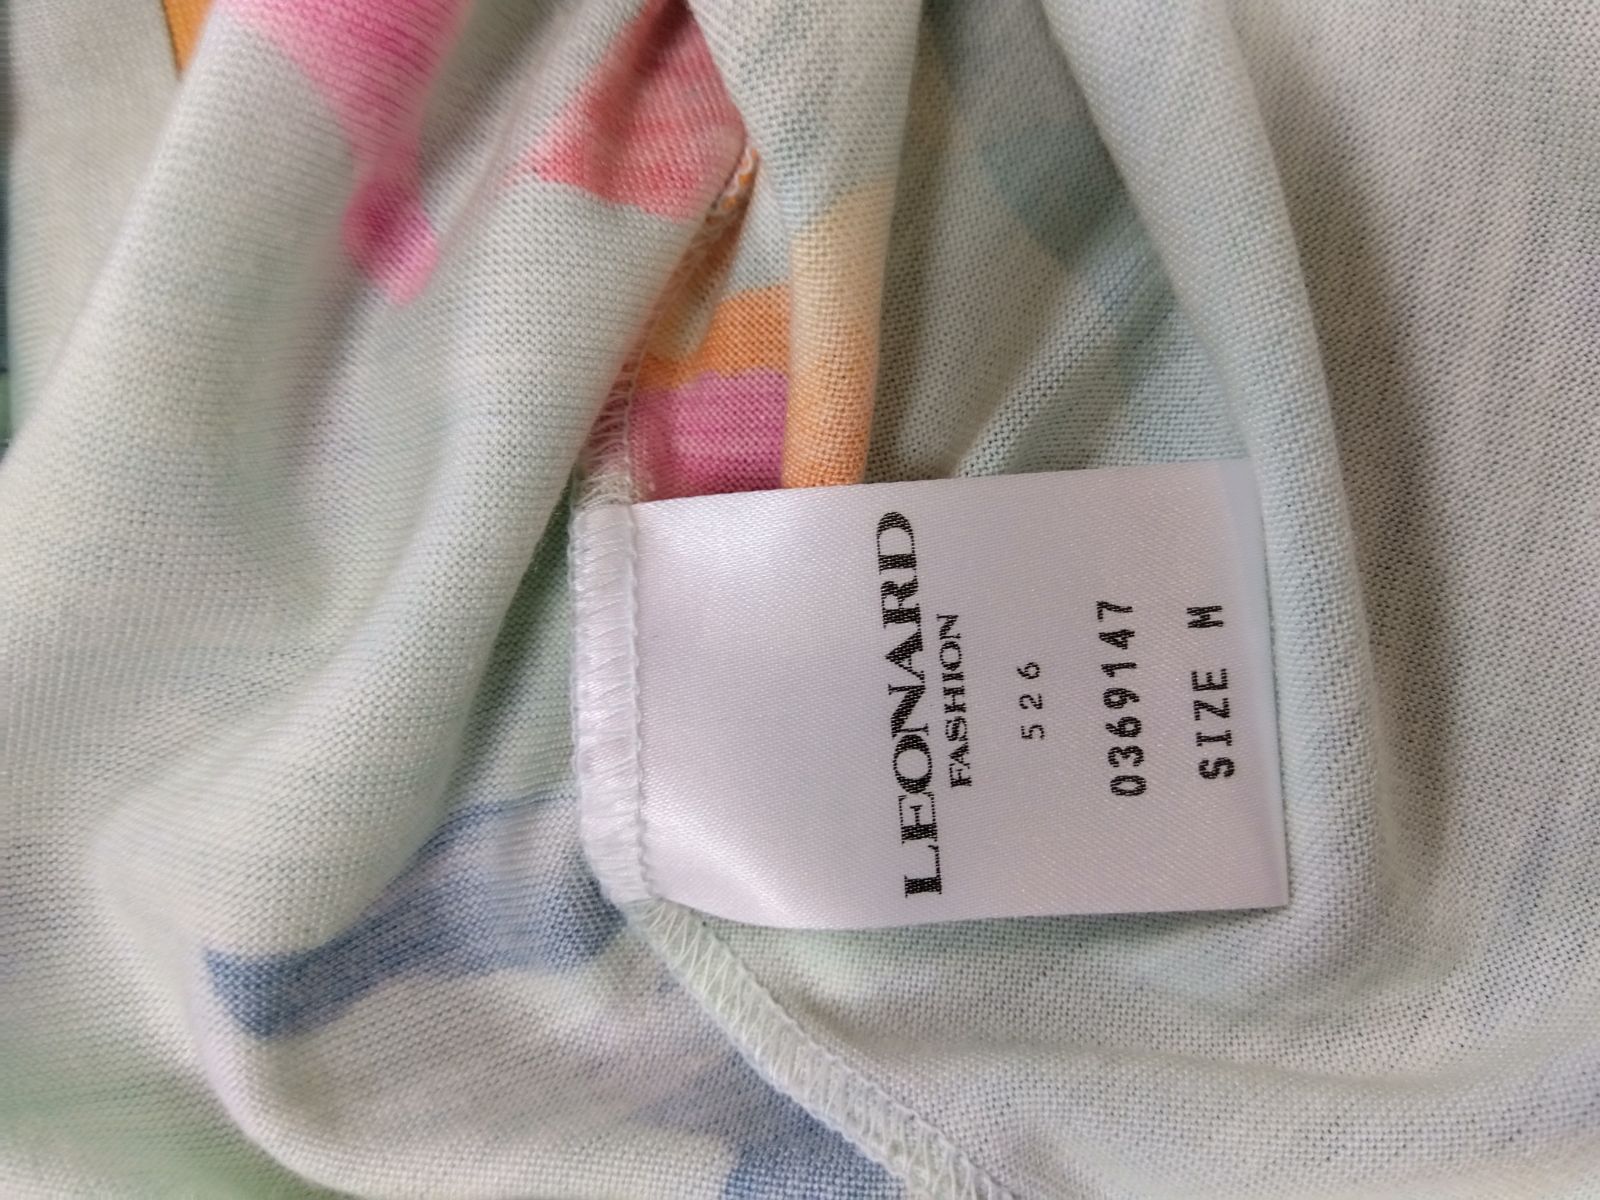 LEONARD
FASHION
526
0369147
SIZE M